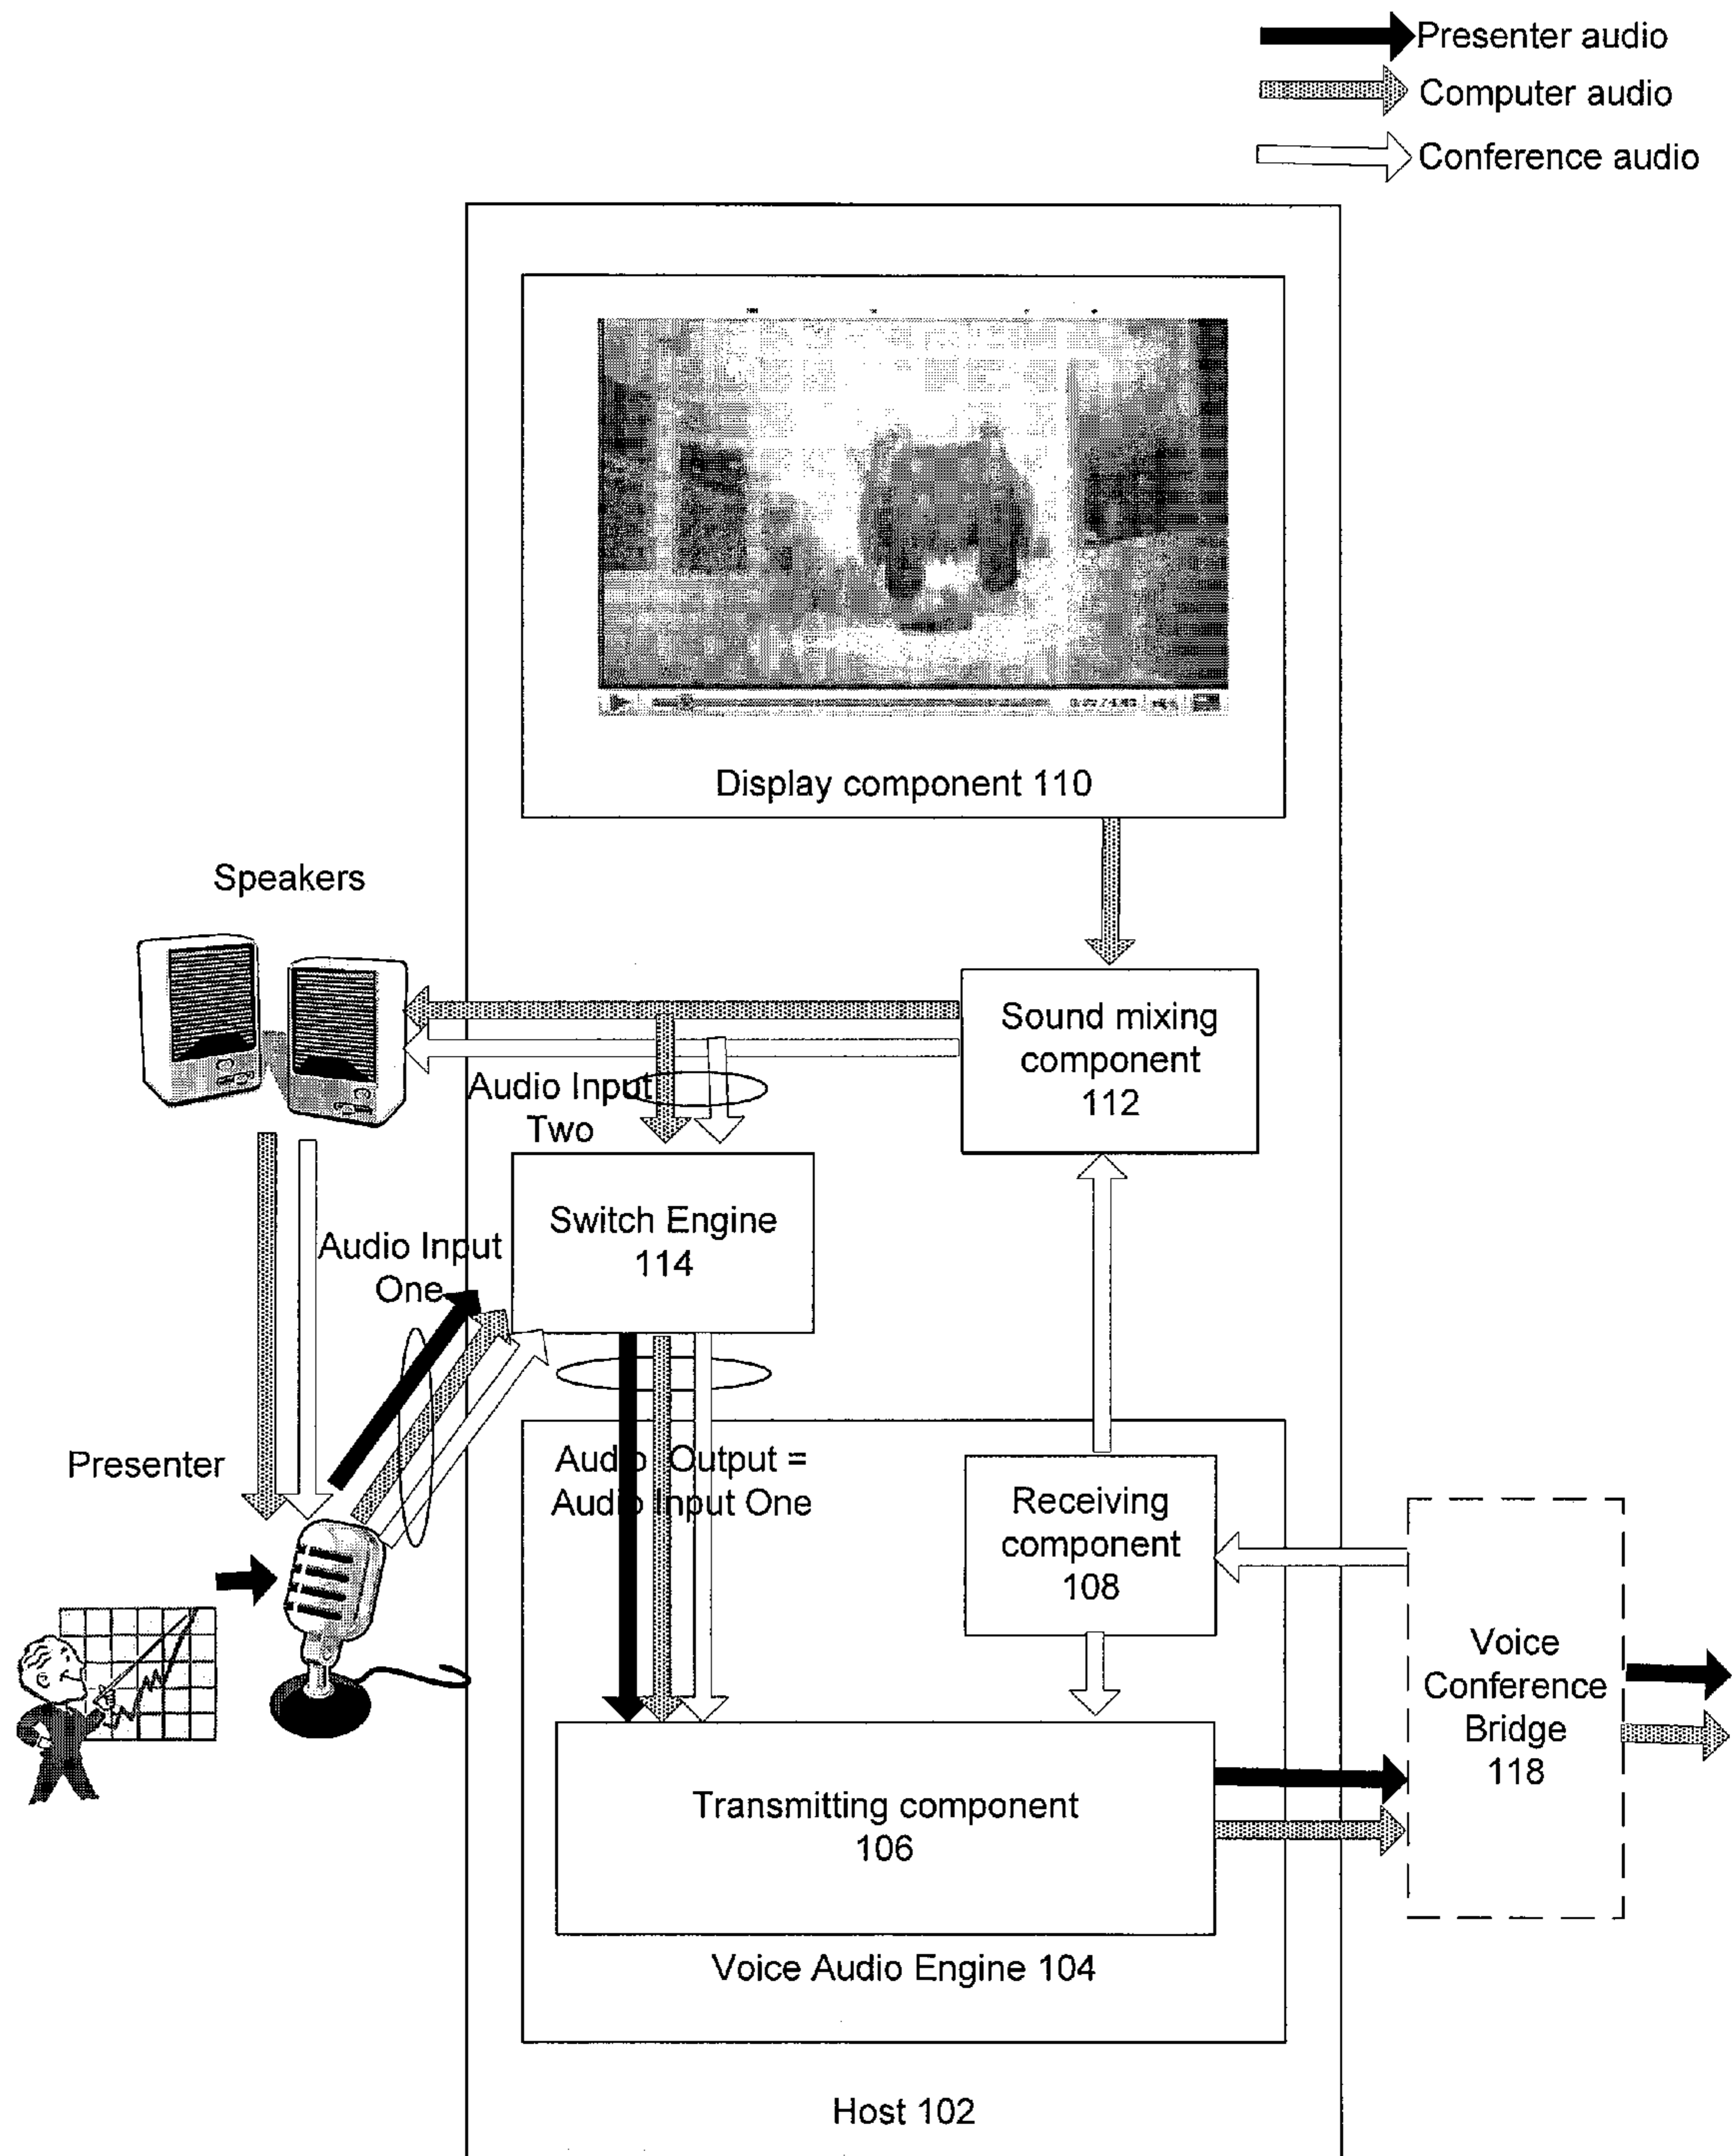 Presenter audio
Computer audio
Conference audio
Display component 110
Speakers
Sound mixing
component
112
Audio Input
Two
Switch Engine
114
Audio Input
One
Presenter
Audio Output =
Audio Input One
Receiving
component
108
Voice
Conference
Bridge
118
Transmitting component
106
Voice Audio Engine 104
Host 102